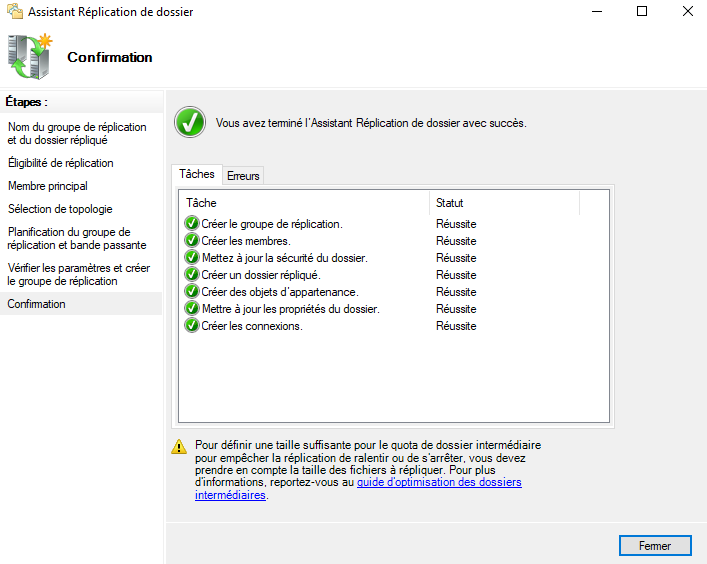 Assistant Réplication de dossier
Confirmation
Étapes :
Nom du groupe de réplication
et du dossier répliqué
Éligibilité de réplication
Membre principal
Sélection de topologie
Planification du groupe de
réplication et bande passante
Vérifier les paramètres et créer
le groupe de réplication
Confirmation
Vous avez terminé l'Assistant Réplication de dossier avec succès.
Tâches Erreurs
Tâche Statut
Créer le groupe de réplication. Réussite
Créer les membres. Réussite
Mettez à jour la sécurité du dossier. Réussite
Créer un dossier répliqué. Réussite
Créer des objets d'appartenance. Réussite
Mettre à jour les propriétés du dossier. Réussite
Créer les connexions. Réussite
Pour définir une taille suffisante pour le quota de dossier intermédiaire
pour empêcher la réplication de ralentir ou de s'arrêter, vous devez
prendre en compte la taille des fichiers à répliquer. Pour plus
d'informations, reportez-vous au guide d'optimisation des dossiers
intermédiaires.
Fermer